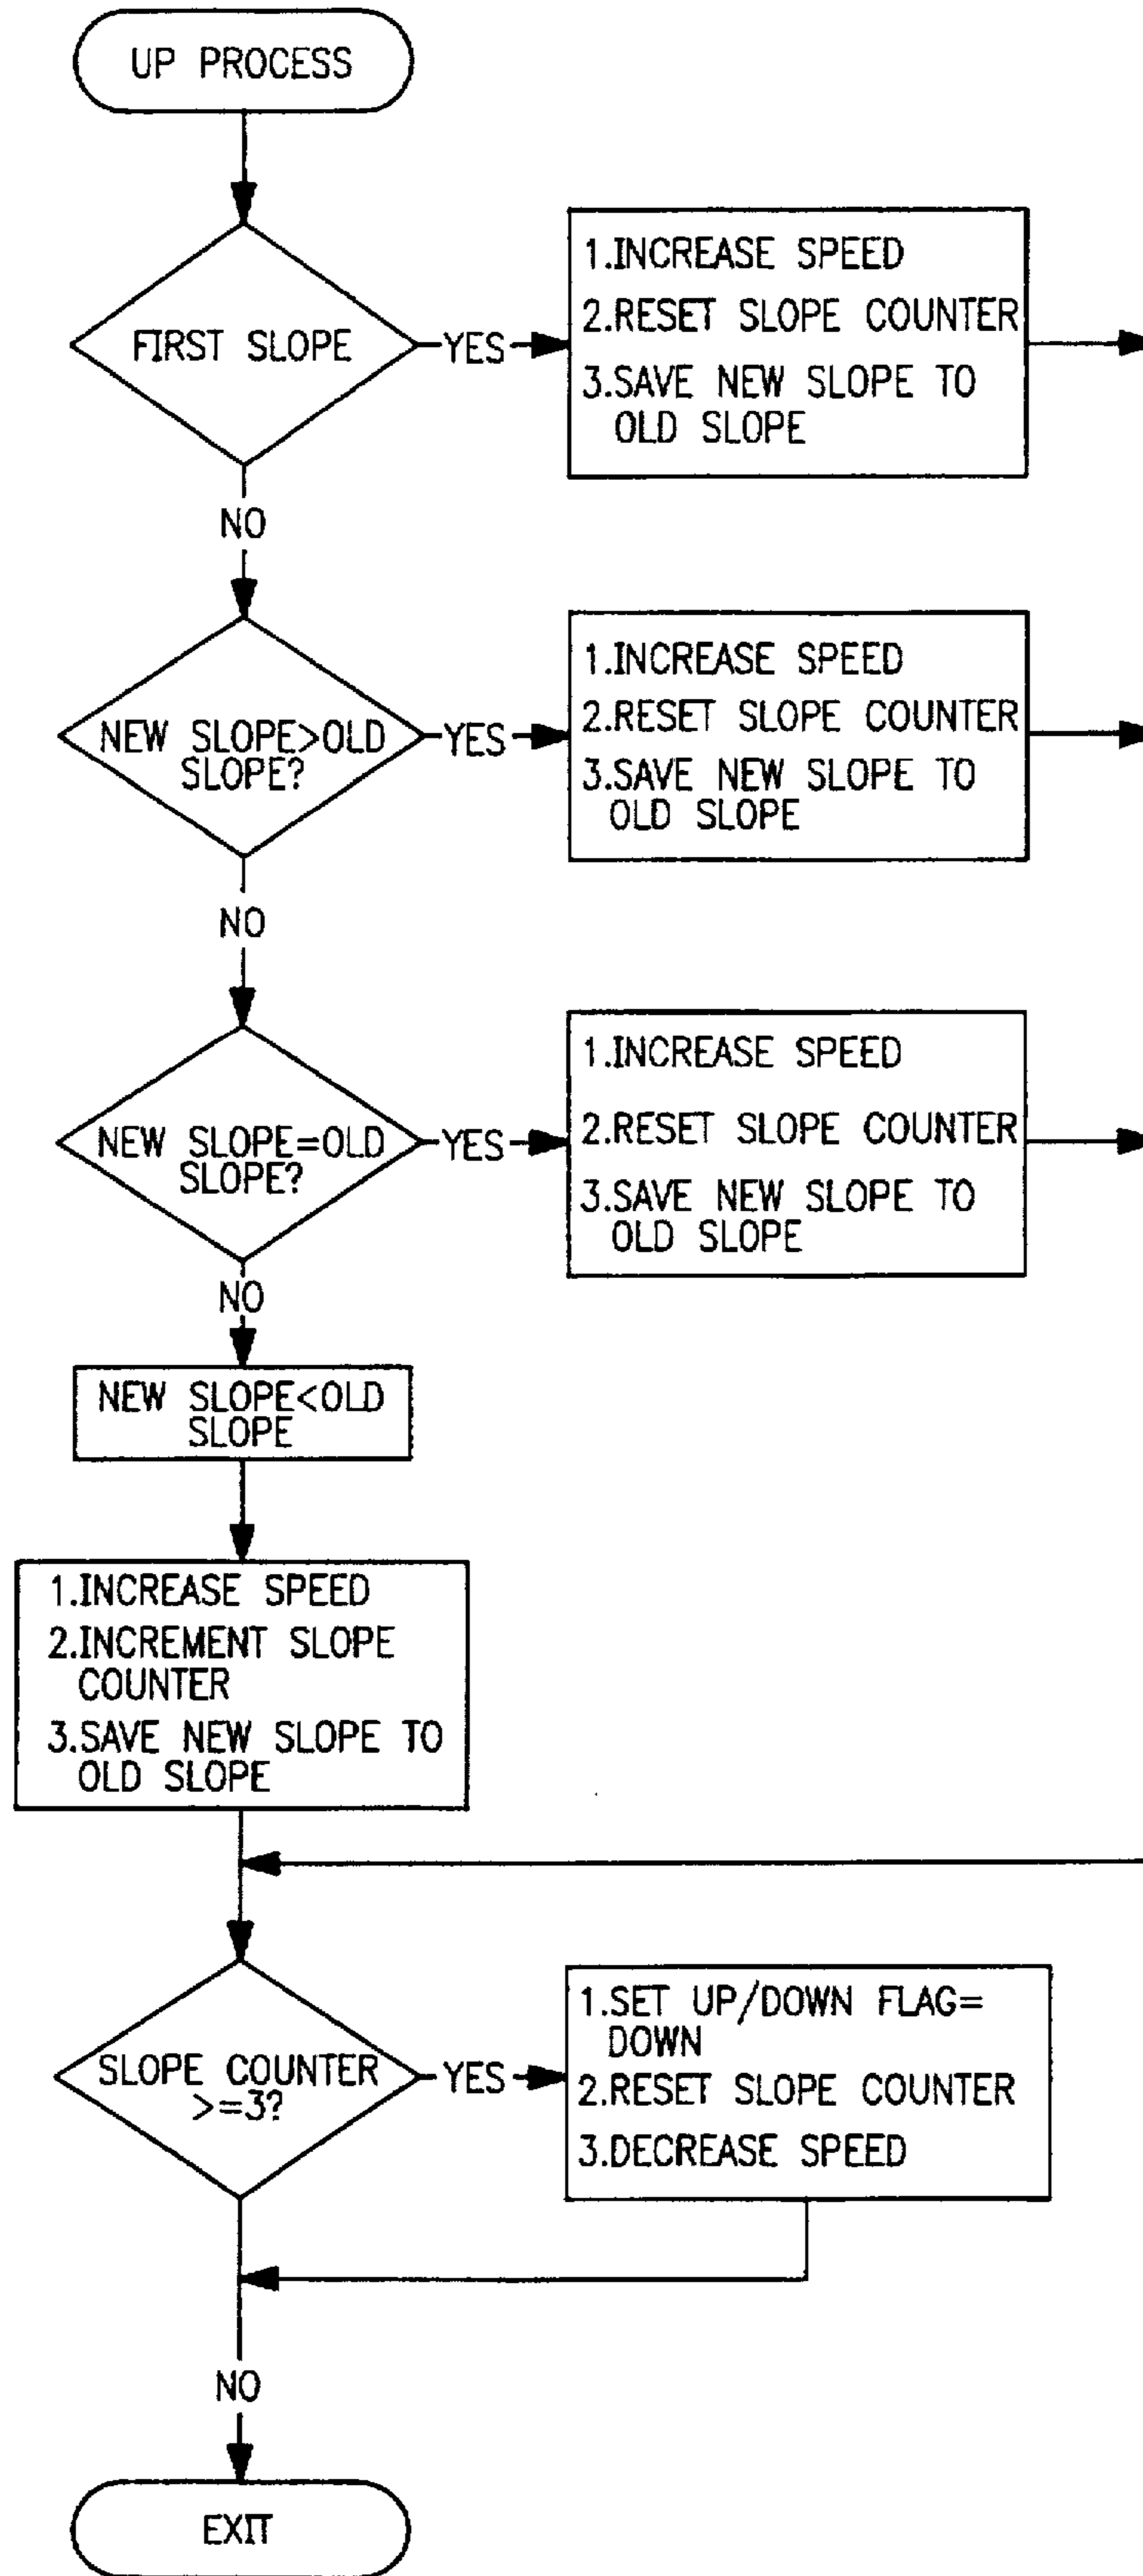 UP PROCESS
FIRST SLOPE
YES
1.INCREASE SPEED
2.RESET SLOPE COUNTER
3.SAVE NEW SLOPE TO
OLD SLOPE
NO
NEW SLOPE>OLD
SLOPE?
YES
1.INCREASE SPEED
2.RESET SLOPE COUNTER
3.SAVE NEW SLOPE TO
OLD SLOPE
NO
NEW SLOPE=OLD
SLOPE?
YES
1.INCREASE SPEED
2.RESET SLOPE COUNTER
3.SAVE NEW SLOPE TO
OLD SLOPE
NO
NEW SLOPE<OLD
SLOPE
1.INCREASE SPEED
2.INCREMENT SLOPE
COUNTER
3.SAVE NEW SLOPE TO
OLD SLOPE
SLOPE COUNTER
>=3?
YES
1.SET UP/DOWN FLAG=
DOWN
2.RESET SLOPE COUNTER
3.DECREASE SPEED
NO
EXIT